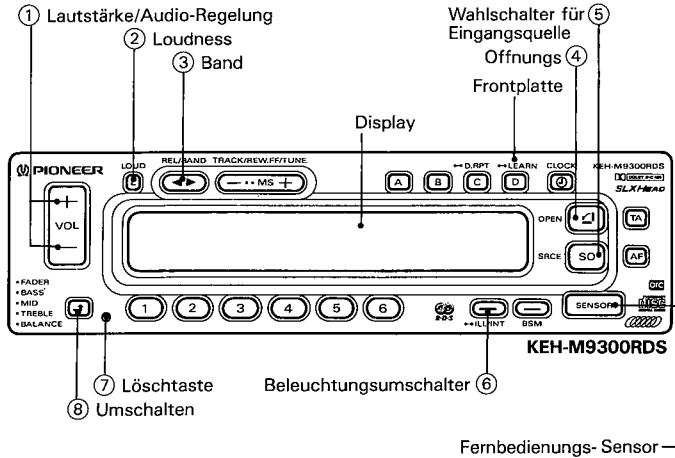 ① Lautstärke/Audio-Regelung
② Loudness
③ Band
Wahlschalter für ⑤
Eingangsquelle
Offnungs ④
Frontplatte
Display
PIONEER
LOUD
REL/BAND
TRACK/REW.FF/TUNE
D.RPT
LEARN
CLOCK
KEH-M9300RDS
L
− •• MS +
A
B
C
D
DOLBY B-C NR
SLXHEAD
+
VOL
−
OPEN
TA
SRCE
SO
AF
• FADER
• BASS
• MID
• TREBLE
• BALANCE
1
2
3
4
5
6
R·D·S
ILL/INT
BSM
SENSOR
DISC
KEH-M9300RDS
⑦ Löschtaste
Beleuchtungsumschalter ⑥
⑧ Umschalten
Fernbedienungs- Sensor